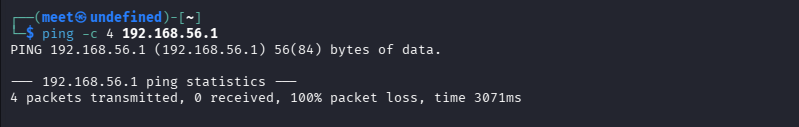 ┌──(meet㉿undefined)-[~]
└─$ ping -c 4 192.168.56.1
PING 192.168.56.1 (192.168.56.1) 56(84) bytes of data.

--- 192.168.56.1 ping statistics ---
4 packets transmitted, 0 received, 100% packet loss, time 3071ms